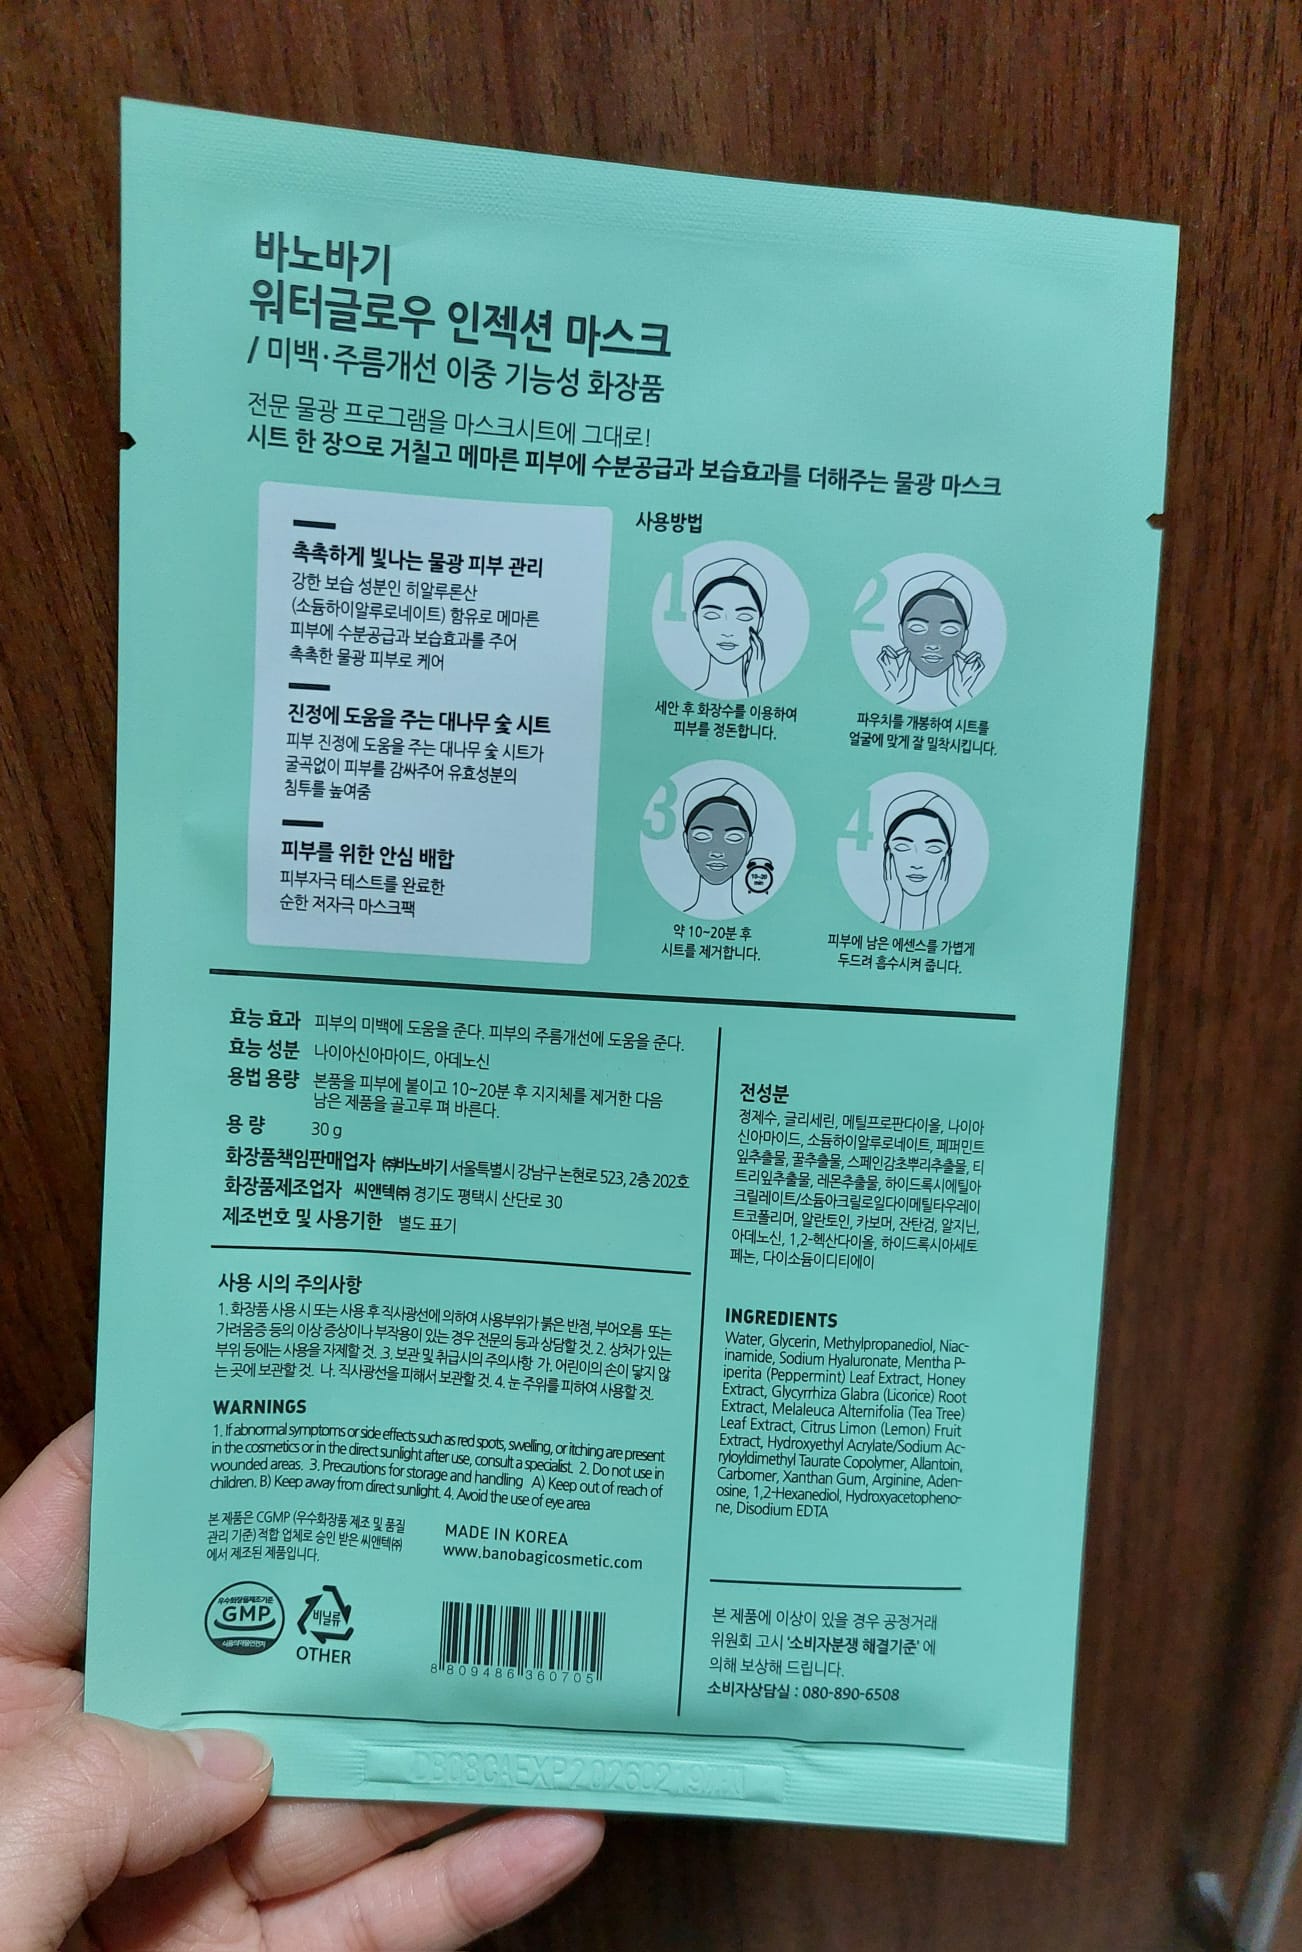 바노바기
워터글로우 인젝션 마스크
/ 미백·주름개선 이중 기능성 화장품
전문 물광 프로그램을 마스크시트에 그대로!
시트 한 장으로 거칠고 메마른 피부에 수분공급과 보습효과를 더해주는 물광 마스크
촉촉하게 빛나는 물광 피부 관리
강한 보습 성분인 히알루론산
(소듐하이알루로네이트) 함유로 메마른
피부에 수분공급과 보습효과를 주어
촉촉한 물광 피부로 케어
진정에 도움을 주는 대나무 숯 시트
피부 진정에 도움을 주는 대나무 숯 시트가
굴곡없이 피부를 감싸주어 유효성분의
침투를 높여줌
피부를 위한 안심 배합
피부자극 테스트를 완료한
순한 저자극 마스크팩
사용방법
1
세안 후 화장수를 이용하여
피부를 정돈합니다.
2
파우치를 개봉하여 시트를
얼굴에 맞게 잘 밀착시킵니다.
3
10~20
min
약 10~20분 후
시트를 제거합니다.
4
피부에 남은 에센스를 가볍게
두드려 흡수시켜 줍니다.
효능 효과 피부의 미백에 도움을 준다. 피부의 주름개선에 도움을 준다.
효능 성분 나이아신아마이드, 아데노신
용법 용량 본품을 피부에 붙이고 10~20분 후 지지체를 제거한 다음
남은 제품을 골고루 펴 바른다.
용 량 30 g
화장품책임판매업자 ㈜바노바기 서울특별시 강남구 논현로 523, 2층 202호
화장품제조업자 씨앤텍㈜ 경기도 평택시 산단로 30
제조번호 및 사용기한 별도 표기
사용 시의 주의사항
1. 화장품 사용 시 또는 사용 후 직사광선에 의하여 사용부위가 붉은 반점, 부어오름 또는
가려움증 등의 이상 증상이나 부작용이 있는 경우 전문의 등과 상담할 것. 2. 상처가 있는
부위 등에는 사용을 자제할 것. .3. 보관 및 취급시의 주의사항 가. 어린이의 손이 닿지 않
는 곳에 보관할 것. 나. 직사광선을 피해서 보관할 것. 4. 눈 주위를 피하여 사용할 것.
WARNINGS
1. If abnormal symptoms or side effects such as red spots, swelling, or itching are present
in the cosmetics or in the direct sunlight after use, consult a specialist. 2. Do not use in
wounded areas. 3. Precautions for storage and handling A) Keep out of reach of
children. B) Keep away from direct sunlight. 4. Avoid the use of eye area
본 제품은 CGMP (우수화장품 제조 및 품질
관리 기준) 적합 업체로 승인 받은 씨앤텍㈜
에서 제조된 제품입니다.
MADE IN KOREA
www.banobagicosmetic.com
우수화장품제조기준
GMP
식품의약품안전처
비닐류
OTHER
8 809486 360705
전성분
정제수, 글리세린, 메틸프로판다이올, 나이아
신아마이드, 소듐하이알루로네이트, 페퍼민트
잎추출물, 꿀추출물, 스페인감초뿌리추출물, 티
트리잎추출물, 레몬추출물, 하이드록시에틸아
크릴레이트/소듐아크릴로일다이메틸타우레이
트코폴리머, 알란토인, 카보머, 잔탄검, 알지닌,
아데노신, 1,2-헥산다이올, 하이드록시아세토
페논, 다이소듐이디티에이
INGREDIENTS
Water, Glycerin, Methylpropanediol, Niac-
inamide, Sodium Hyaluronate, Mentha P-
iperita (Peppermint) Leaf Extract, Honey
Extract, Glycyrrhiza Glabra (Licorice) Root
Extract, Melaleuca Alternifolia (Tea Tree)
Leaf Extract, Citrus Limon (Lemon) Fruit
Extract, Hydroxyethyl Acrylate/Sodium Ac-
ryloyldimethyl Taurate Copolymer, Allantoin,
Carbomer, Xanthan Gum, Arginine, Aden-
osine, 1,2-Hexanediol, Hydroxyacetopheno-
ne, Disodium EDTA
본 제품에 이상이 있을 경우 공정거래
위원회 고시 '소비자분쟁 해결기준' 에
의해 보상해 드립니다.
소비자상담실 : 080-890-6508